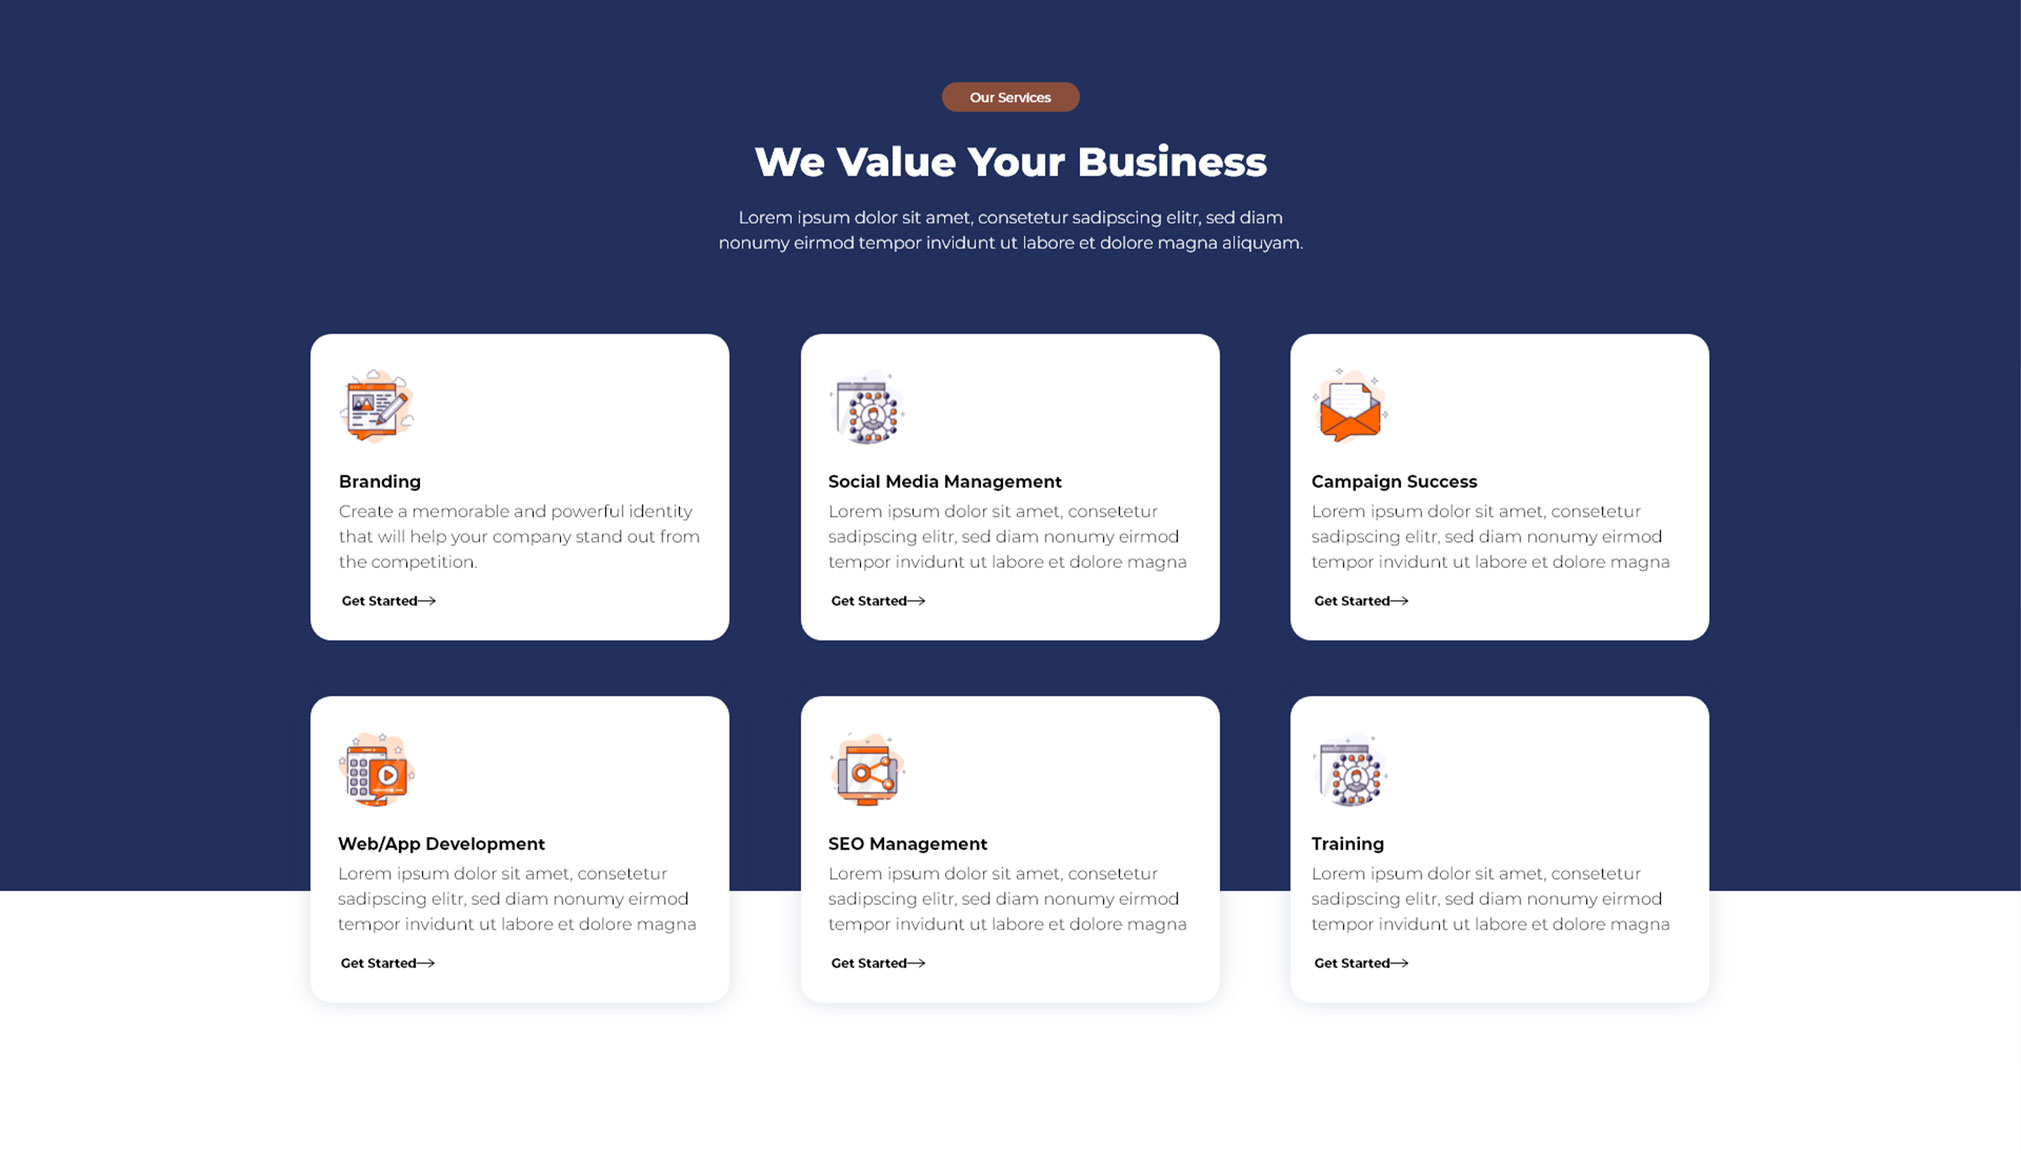 Our Services
We Value Your Business
Lorem ipsum dolor sit amet, consetetur sadipscing elitr, sed diam
nonumy eirmod tempor invidunt ut labore et dolore magna aliquyam.
Branding
Create a memorable and powerful identity
that will help your company stand out from
the competition.
Get Started
Social Media Management
Lorem ipsum dolor sit amet, consetetur
sadipscing elitr, sed diam nonumy eirmod
tempor invidunt ut labore et dolore magna
Get Started
Campaign Success
Lorem ipsum dolor sit amet, consetetur
sadipscing elitr, sed diam nonumy eirmod
tempor invidunt ut labore et dolore magna
Get Started
Web/App Development
Lorem ipsum dolor sit amet, consetetur
sadipscing elitr, sed diam nonumy eirmod
tempor invidunt ut labore et dolore magna
Get Started
SEO Management
Lorem ipsum dolor sit amet, consetetur
sadipscing elitr, sed diam nonumy eirmod
tempor invidunt ut labore et dolore magna
Get Started
Training
Lorem ipsum dolor sit amet, consetetur
sadipscing elitr, sed diam nonumy eirmod
tempor invidunt ut labore et dolore magna
Get Started